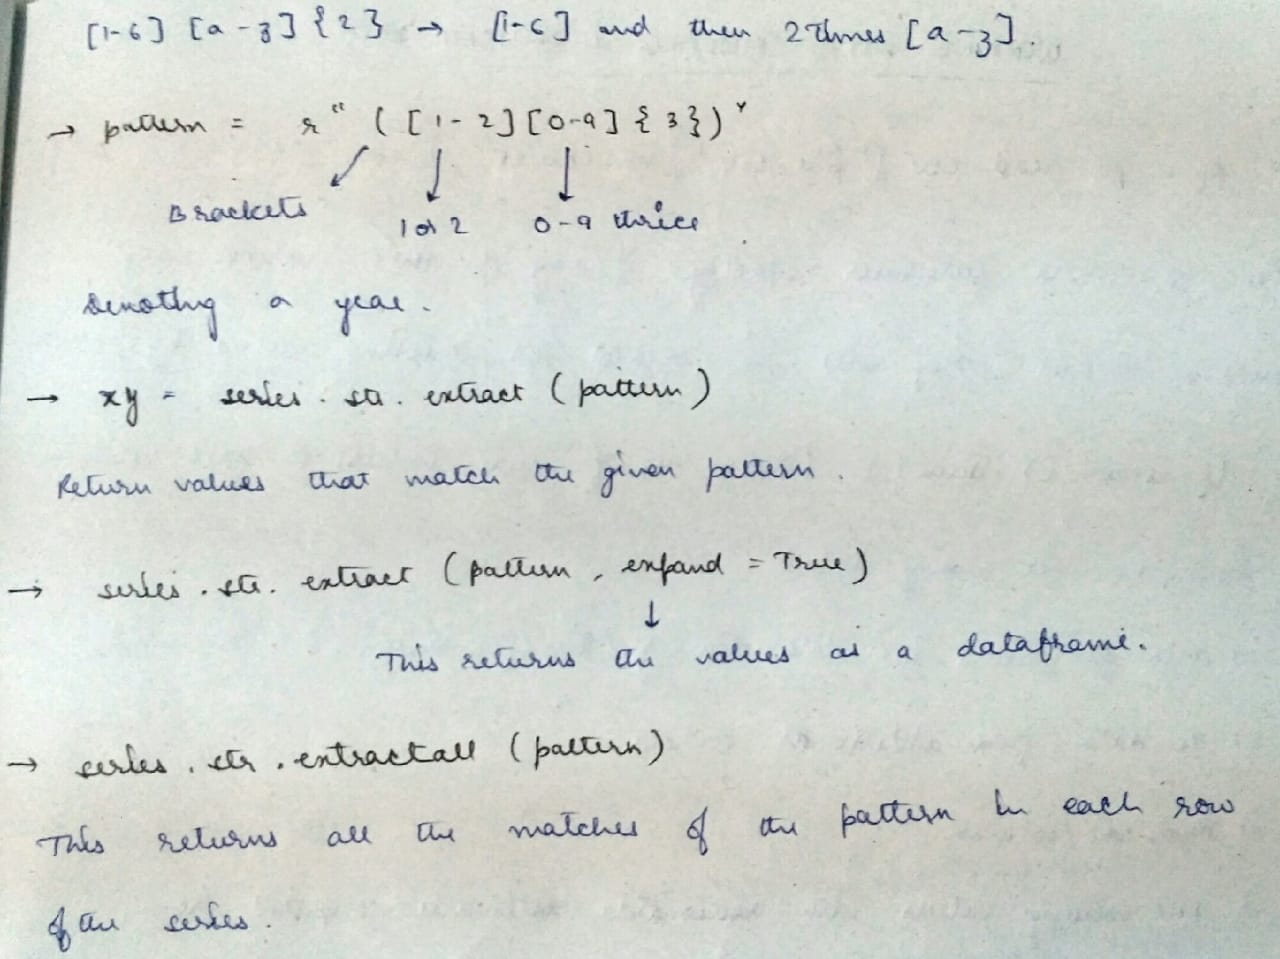 [1-6] [a-z] {2} → [1-6] and then 2 times [a-z].
→ pattern = r" ( [1-2][0-9] {3})"
Brackets 1 or 2 0-9 thrice
Denoting a year.
→ xy = series.str.extract (pattern)
Return values that match the given pattern.
→ series.str.extract (pattern, expand = True)
This returns the values as a dataframe.
→ series.str.extractall (pattern)
This returns all the matches of the pattern in each row
of the series.